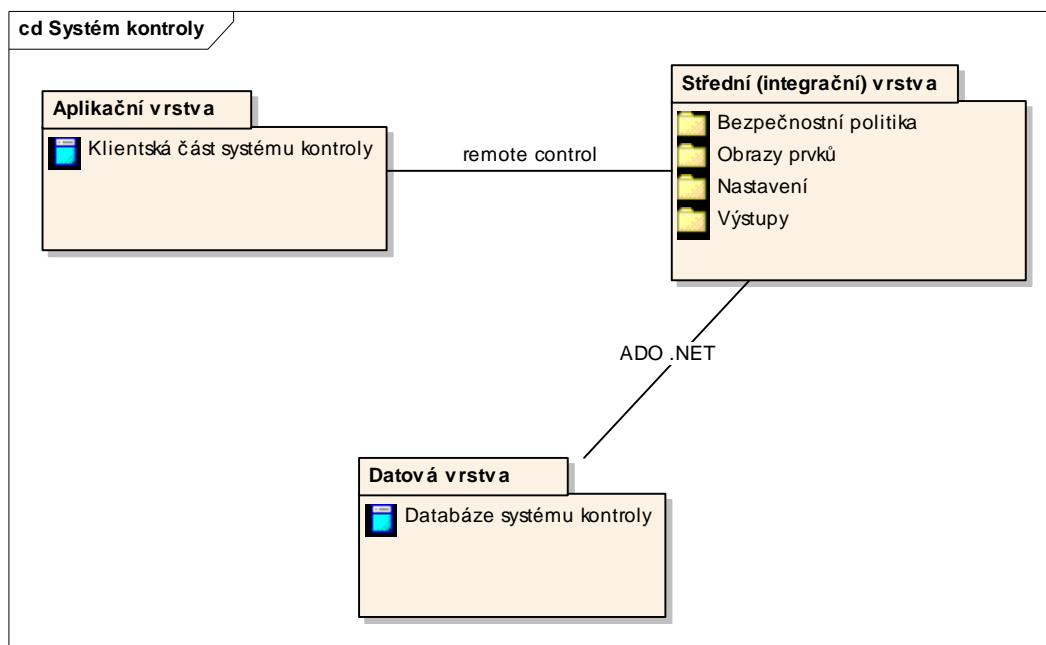 cd Systém kontroly
Aplikační vrstva
Klientská část systému kontroly
remote control
Střední (integrační) vrstva
Bezpečnostní politika
Obrazy prvků
Nastavení
Výstupy
ADO .NET
Datová vrstva
Databáze systému kontroly